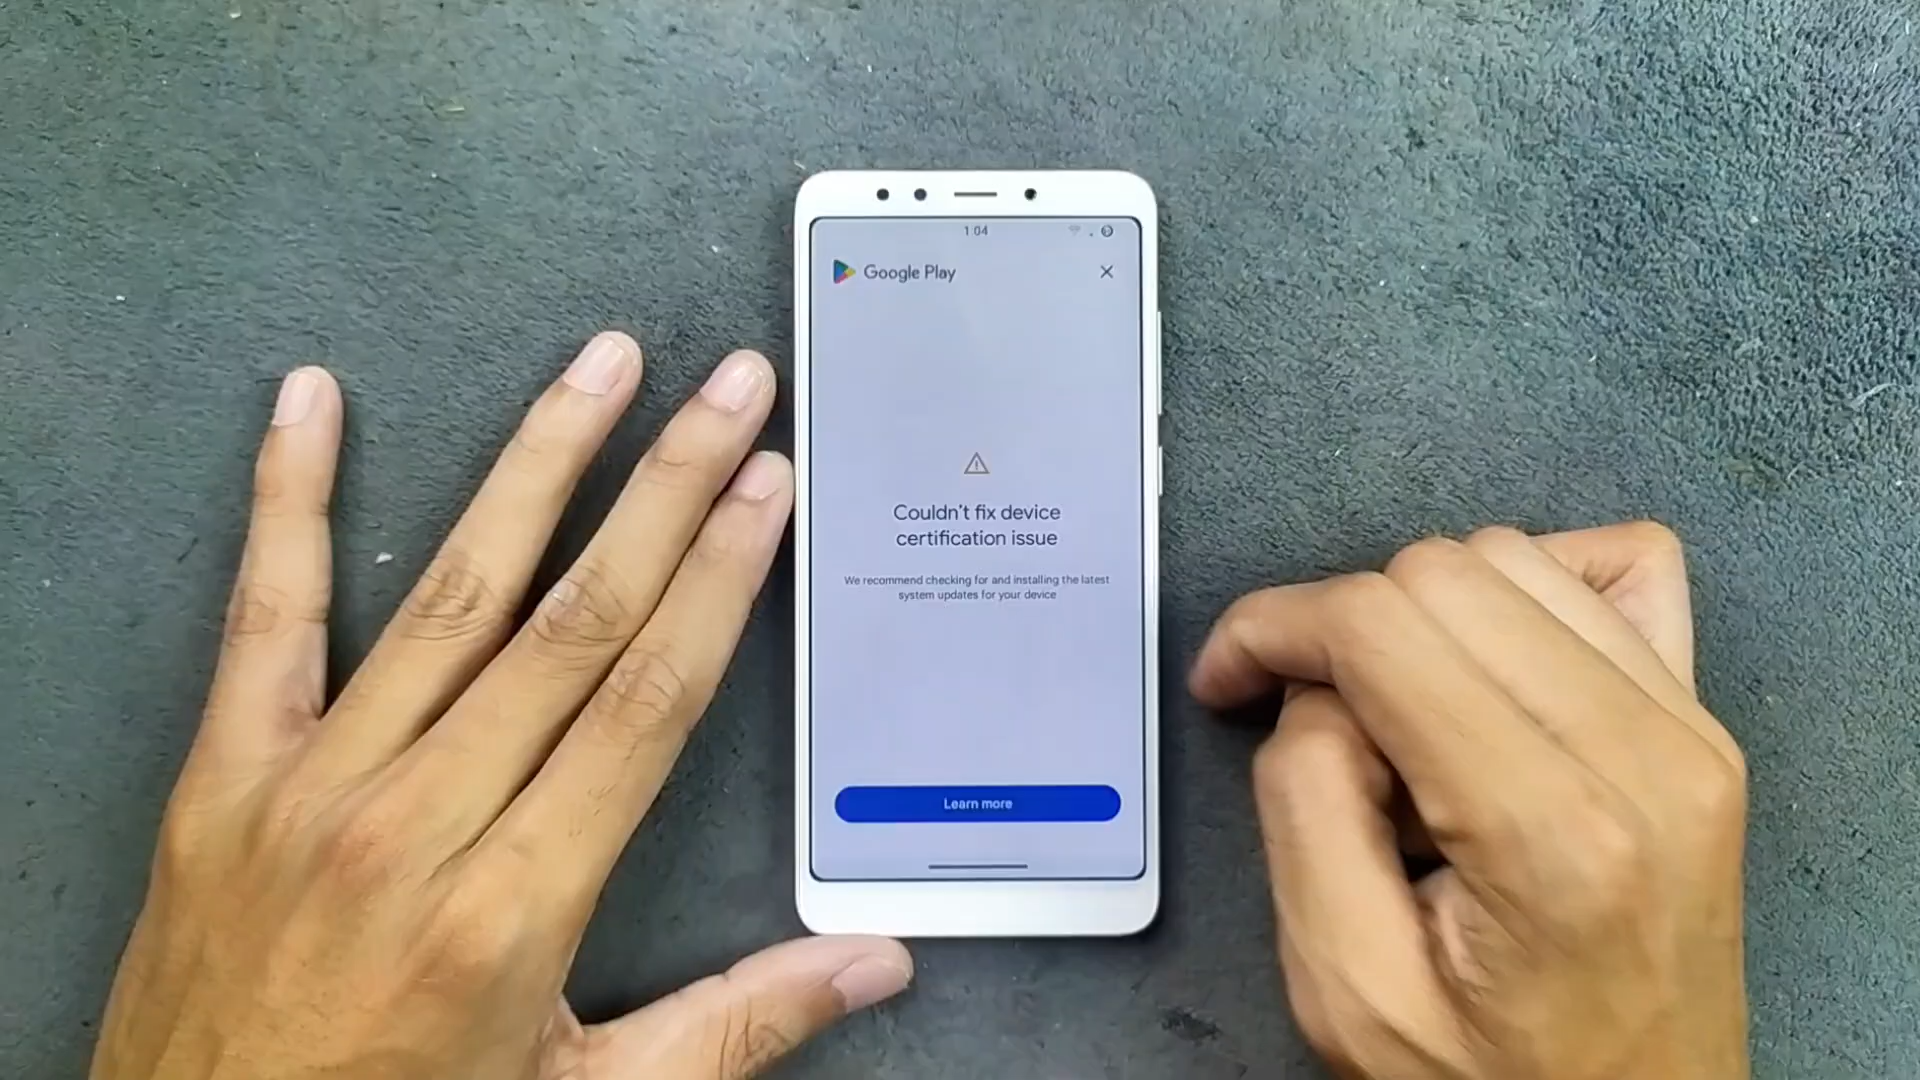 1:04
Google Play
Couldn't fix device
certification issue
We recommend checking for and installing the latest
system updates for your device
Learn more